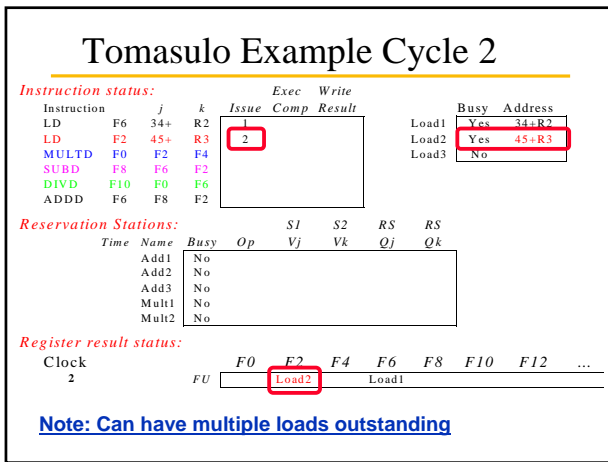 Tomasulo Example Cycle 2
Instruction status: Exec Write
Instruction j k Issue Comp Result Busy Address
LD F6 34+ R2 1 Load1 Yes 34+R2
LD F2 45+ R3 2 Load2 Yes 45+R3
MULTD F0 F2 F4 Load3 No
SUBD F8 F6 F2
DIVD F10 F0 F6
ADDD F6 F8 F2
Reservation Stations: S1 S2 RS RS
Time Name Busy Op Vj Vk Qj Qk
Add1 No
Add2 No
Add3 No
Mult1 No
Mult2 No
Register result status:
Clock F0 F2 F4 F6 F8 F10 F12 ...
2 FU Load2 Load1
Note: Can have multiple loads outstanding